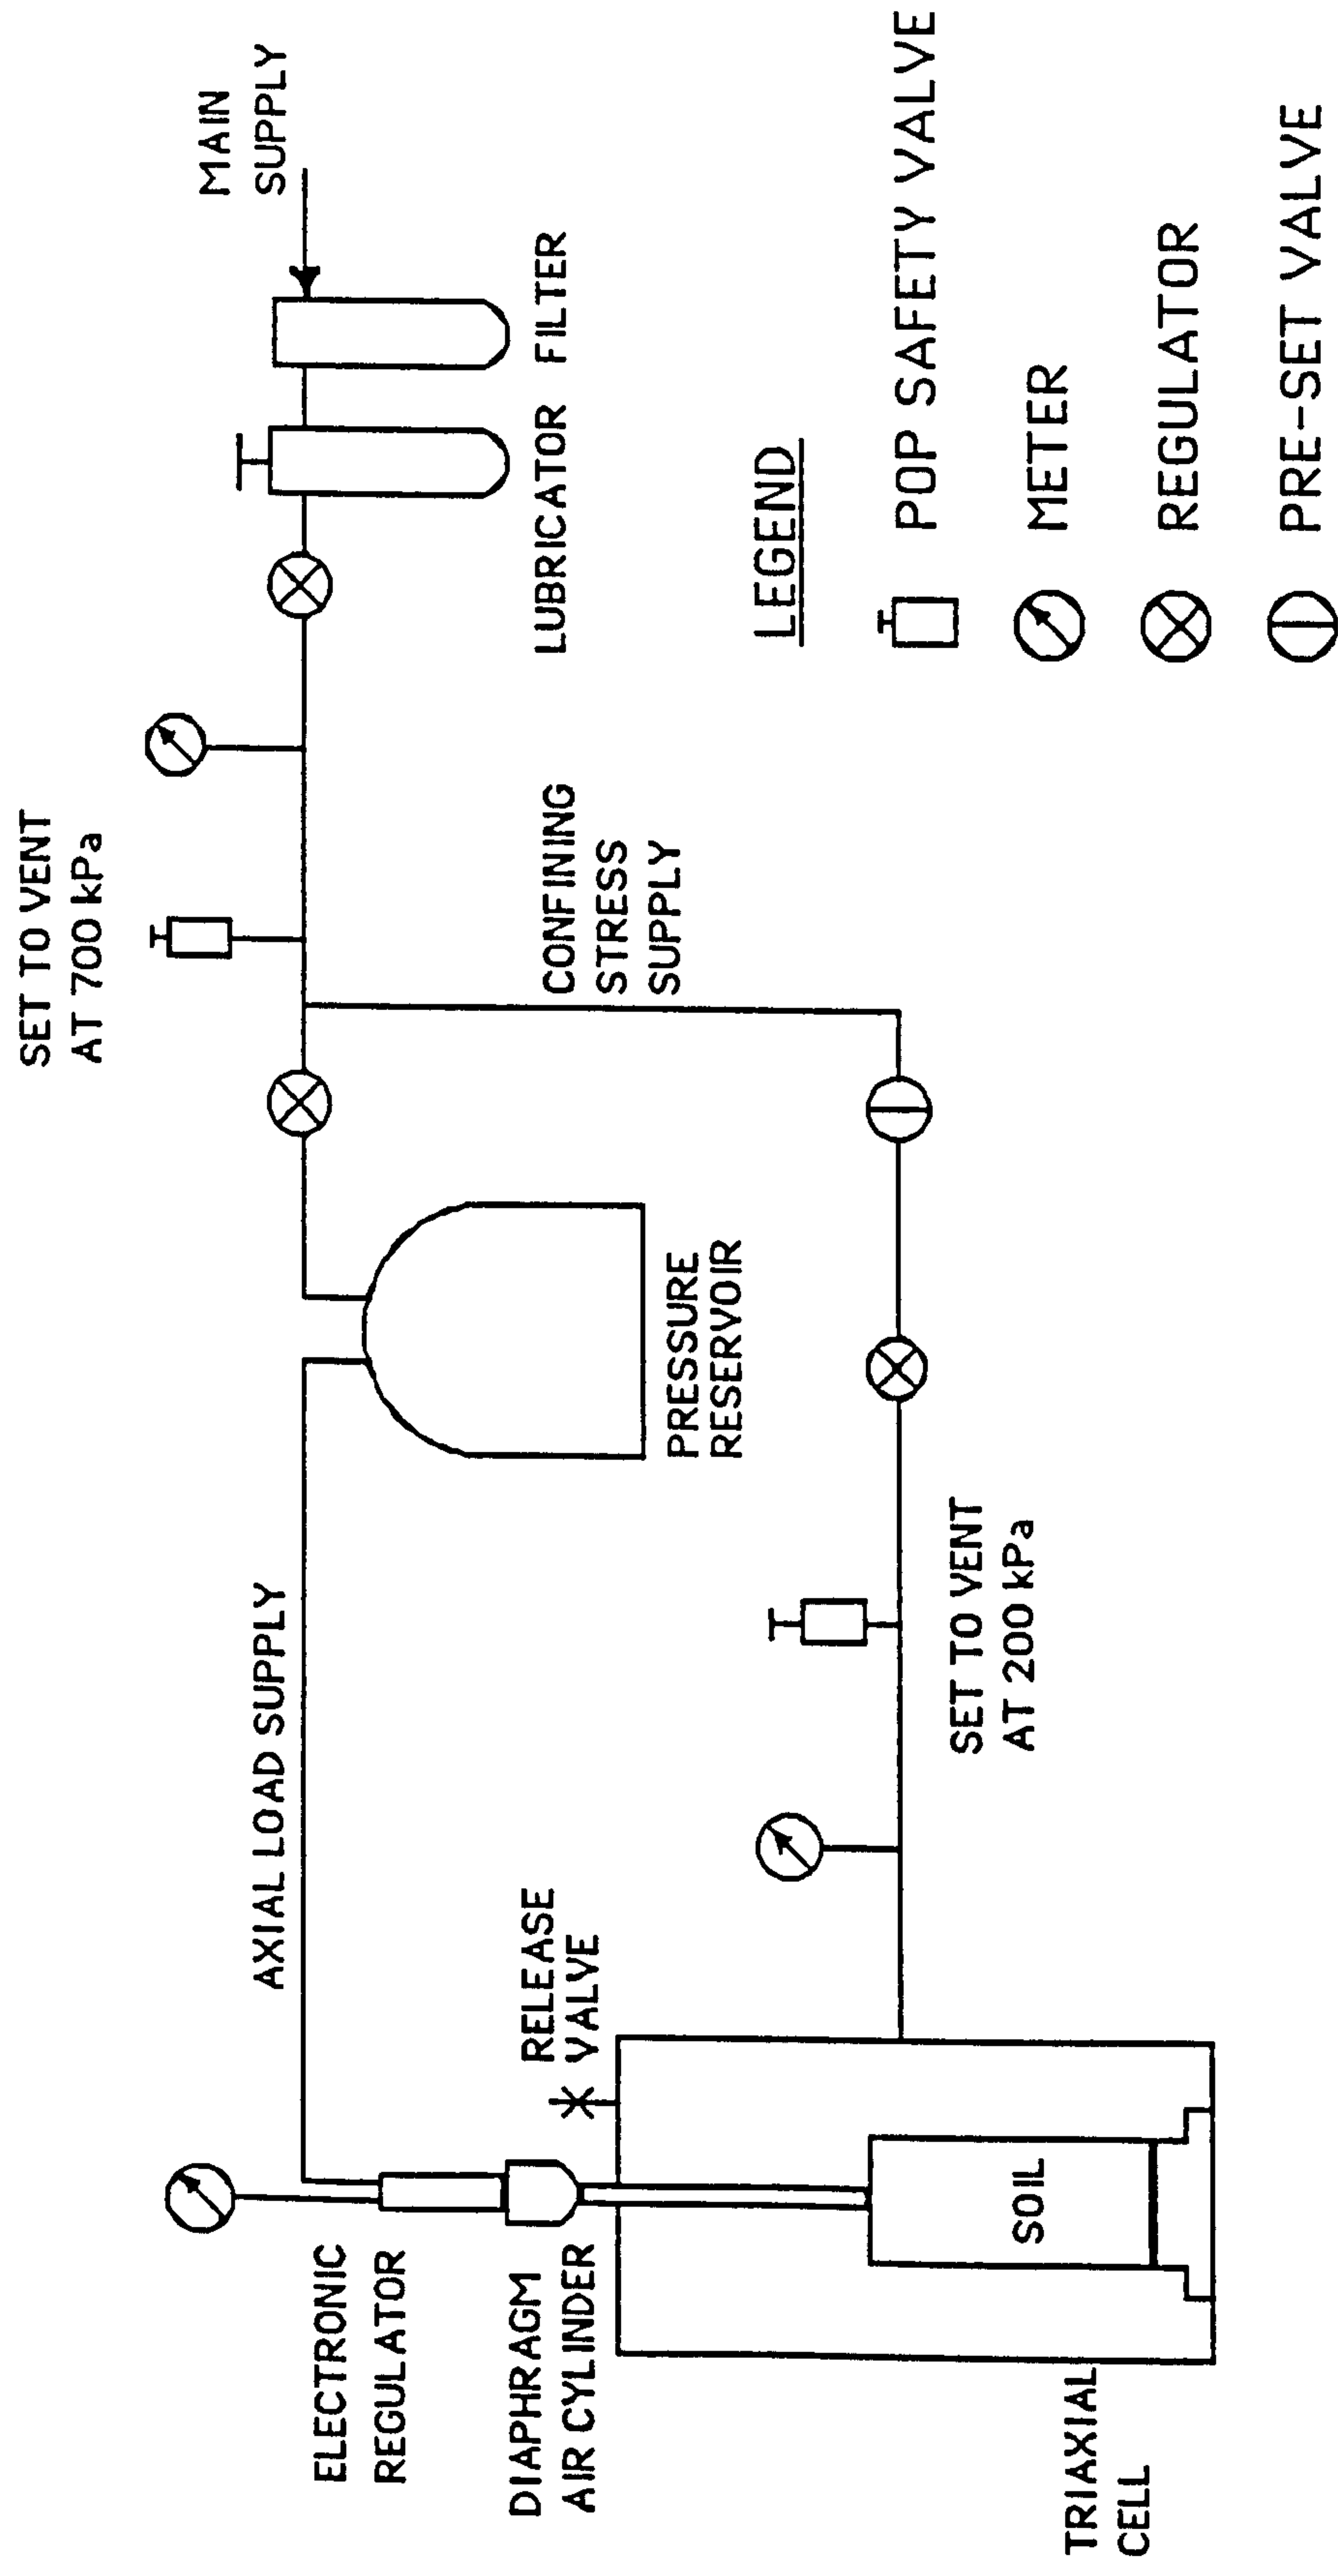 SET TO VENT
AT 700 kPa
MAIN
SUPPLY
AXIAL LOAD SUPPLY
ELECTRONIC
REGULATOR
DIAPHRAGM
AIR CYLINDER
RELEASE
VALVE
CONFINING
STRESS
SUPPLY
LUBRICATOR
FILTER
PRESSURE
RESERVOIR
LEGEND
POP SAFETY VALVE
METER
REGULATOR
PRE-SET VALVE
SET TO VENT
AT 200 kPa
SOIL
TRIAXIAL
CELL